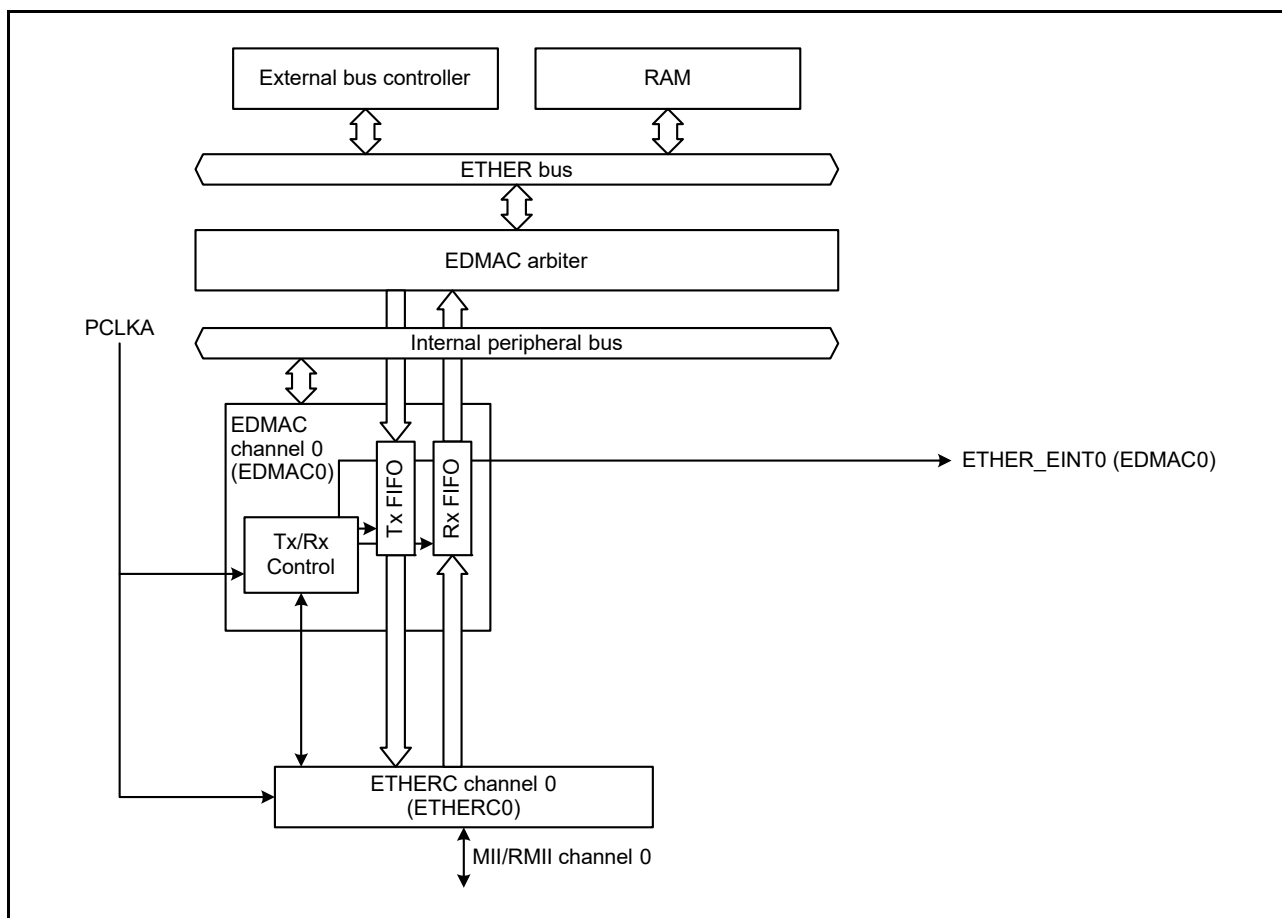 External bus controller
RAM
ETHER bus
EDMAC arbiter
PCLKA
Internal peripheral bus
EDMAC
channel 0
(EDMAC0)
Tx FIFO
Rx FIFO
ETHER_EINT0 (EDMAC0)
Tx/Rx
Control
ETHERC channel 0
(ETHERC0)
MII/RMII channel 0